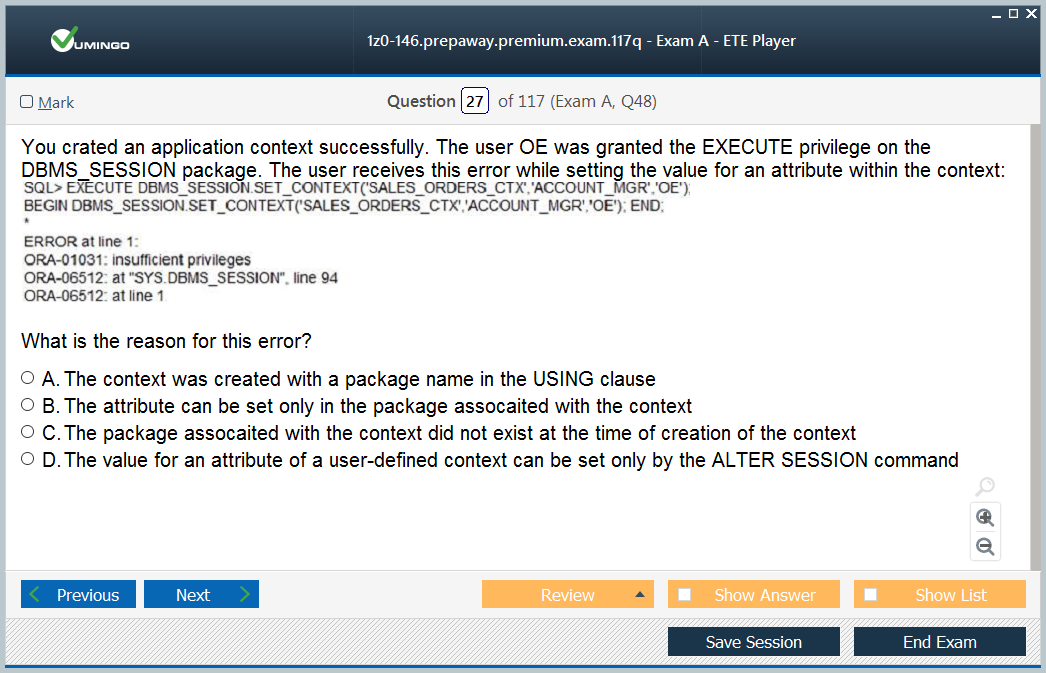 VUMINGO
1z0-146.prepaway.premium.exam.117q - Exam A - ETE Player
Mark
Question 27 of 117 (Exam A, Q48)
You crated an application context successfully. The user OE was granted the EXECUTE privilege on the
DBMS_SESSION package. The user receives this error while setting the value for an attribute within the context:
SQL> EXECUTE DBMS_SESSION.SET_CONTEXT('SALES_ORDERS_CTX','ACCOUNT_MGR','OE');
BEGIN DBMS_SESSION.SET_CONTEXT('SALES_ORDERS_CTX','ACCOUNT_MGR','OE'); END;
*
ERROR at line 1:
ORA-01031: insufficient privileges
ORA-06512: at "SYS.DBMS_SESSION", line 94
ORA-06512: at line 1
What is the reason for this error?
A. The context was created with a package name in the USING clause
B. The attribute can be set only in the package assocaited with the context
C. The package assocaited with the context did not exist at the time of creation of the context
D. The value for an attribute of a user-defined context can be set only by the ALTER SESSION command
Previous
Next
Review
Show Answer
Show List
Save Session
End Exam